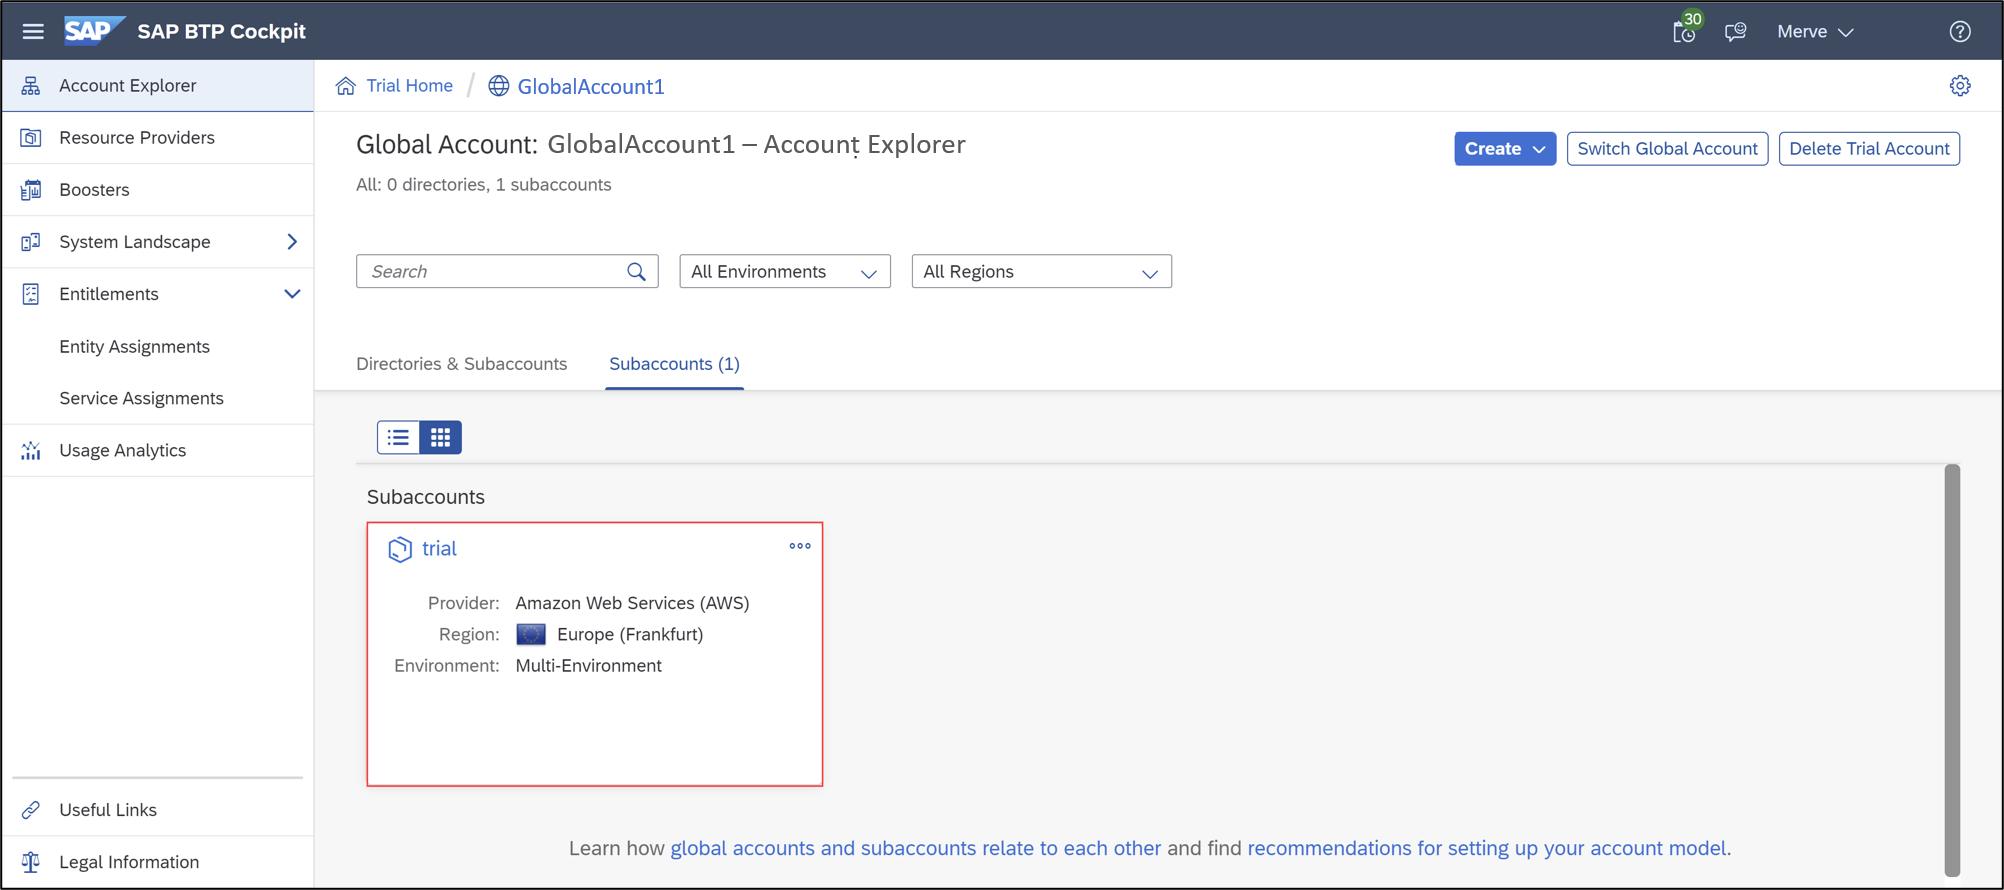 SAP SAP BTP Cockpit
30
Merve
Account Explorer
Resource Providers
Boosters
System Landscape
Entitlements
Entity Assignments
Service Assignments
Usage Analytics
Useful Links
Legal Information
Trial Home / GlobalAccount1
Global Account: GlobalAccount1 – Account Explorer
All: 0 directories, 1 subaccounts
Create
Switch Global Account
Delete Trial Account
Search
All Environments
All Regions
Directories & Subaccounts
Subaccounts (1)
Subaccounts
trial
Provider: Amazon Web Services (AWS)
Region: Europe (Frankfurt)
Environment: Multi-Environment
Learn how global accounts and subaccounts relate to each other and find recommendations for setting up your account model.